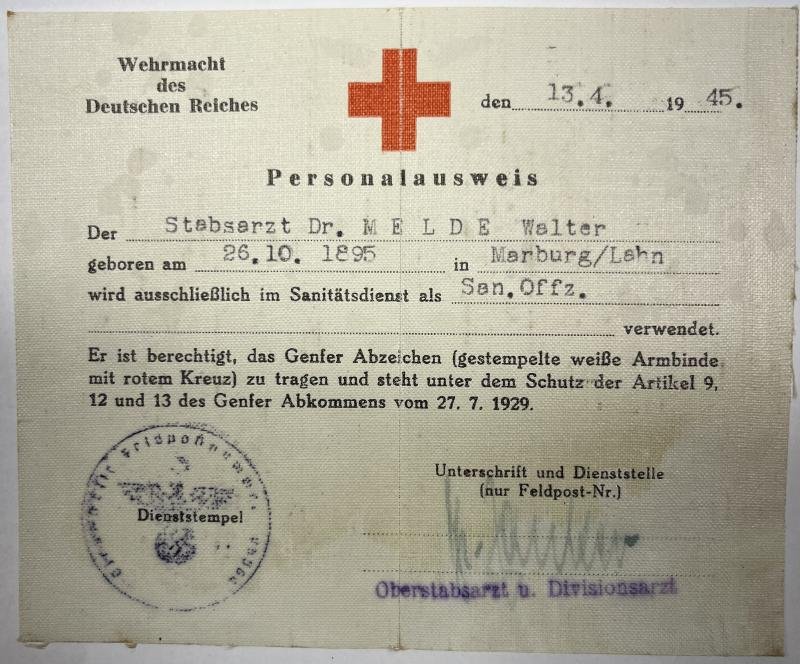 Wehrmacht
des
Deutschen Reiches
den 13.4. 19 45.
Personalausweis
Der Stabsarzt Dr. M E L D E Walter
geboren am 26.10. 1895 in Marburg/Lahn
wird ausschließlich im Sanitätsdienst als San.Offz.
verwendet.
Er ist berechtigt, das Genfer Abzeichen (gestempelte weiße Armbinde
mit rotem Kreuz) zu tragen und steht unter dem Schutz der Artikel 9,
12 und 13 des Genfer Abkommens vom 27. 7. 1929.
Dienststempel
Unterschrift und Dienststelle
(nur Feldpost-Nr.)
Oberstabsarzt u. Divisionsarzt